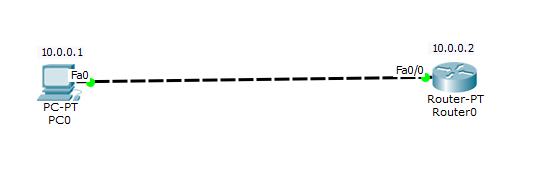 10.0.0.1
Fa0
PC-PT
PC0
10.0.0.2
Fa0/0
Router-PT
Router0